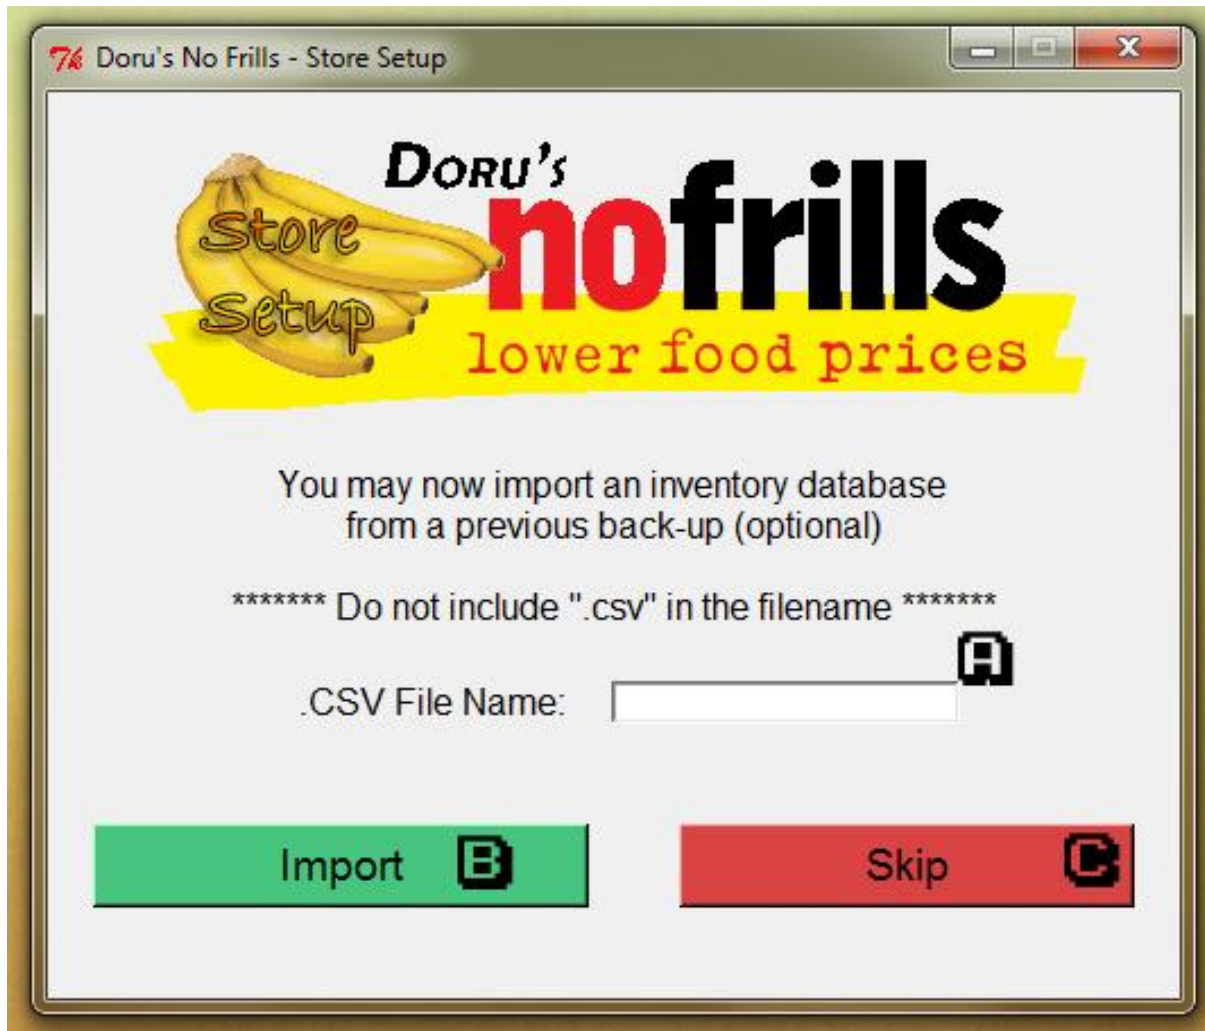 Doru's No Frills - Store Setup
DORU'S
Store
Setup
nofrills
lower food prices
You may now import an inventory database
from a previous back-up (optional)
******* Do not include ".csv" in the filename *******
A
.CSV File Name:
Import B
Skip C